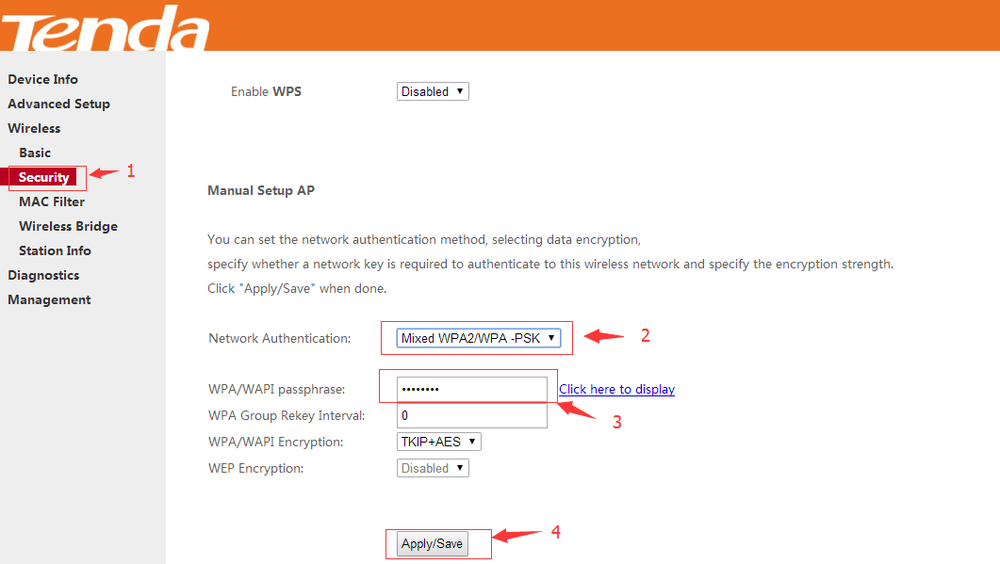 Tenda
Device Info
Advanced Setup
Wireless
Basic
Security
1
MAC Filter
Wireless Bridge
Station Info
Diagnostics
Management
Enable WPS Disabled
Manual Setup AP
You can set the network authentication method, selecting data encryption,
specify whether a network key is required to authenticate to this wireless network and specify the encryption strength.
Click "Apply/Save" when done.
Network Authentication: Mixed WPA2/WPA -PSK 2
WPA/WAPI passphrase: •••••••• Click here to display
3
WPA Group Rekey Interval: 0
WPA/WAPI Encryption: TKIP+AES
WEP Encryption: Disabled
Apply/Save 4